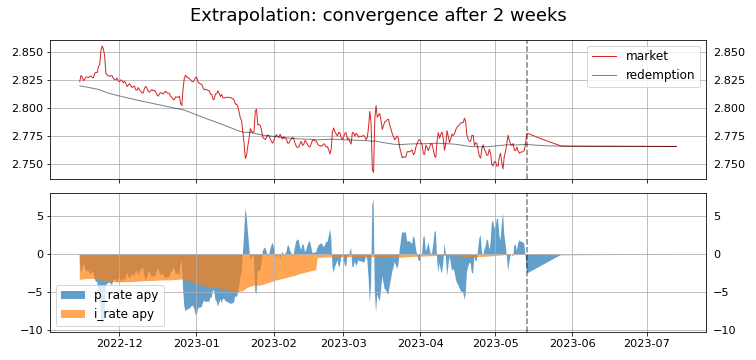 Extrapolation: convergence after 2 weeks
2.850 2.850
2.825 2.825
2.800 2.800
2.775 2.775
2.750 2.750
market
redemption
5 5
0 0
−5 −5
−10 −10
p_rate apy
i_rate apy
2022-12 2023-01 2023-02 2023-03 2023-04 2023-05 2023-06 2023-07